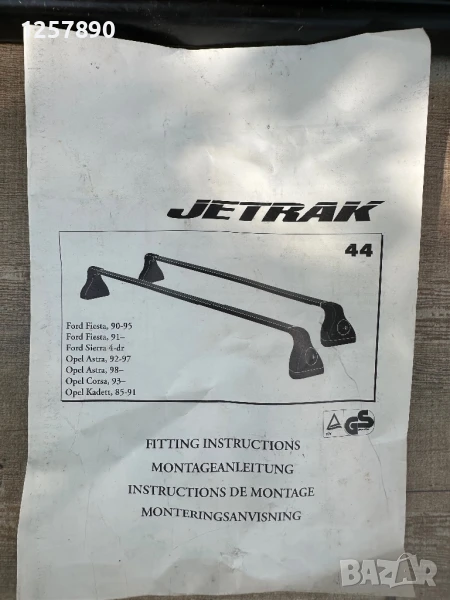 1257890
JETRAK
44
Ford Fiesta, 90-95
Ford Fiesta, 91–
Ford Sierra 4-dr
Opel Astra, 92-97
Opel Astra, 98–
Opel Corsa, 93–
Opel Kadett, 85-91
GS
FITTING INSTRUCTIONS
MONTAGEANLEITUNG
INSTRUCTIONS DE MONTAGE
MONTERINGSANVISNING
BAZAR